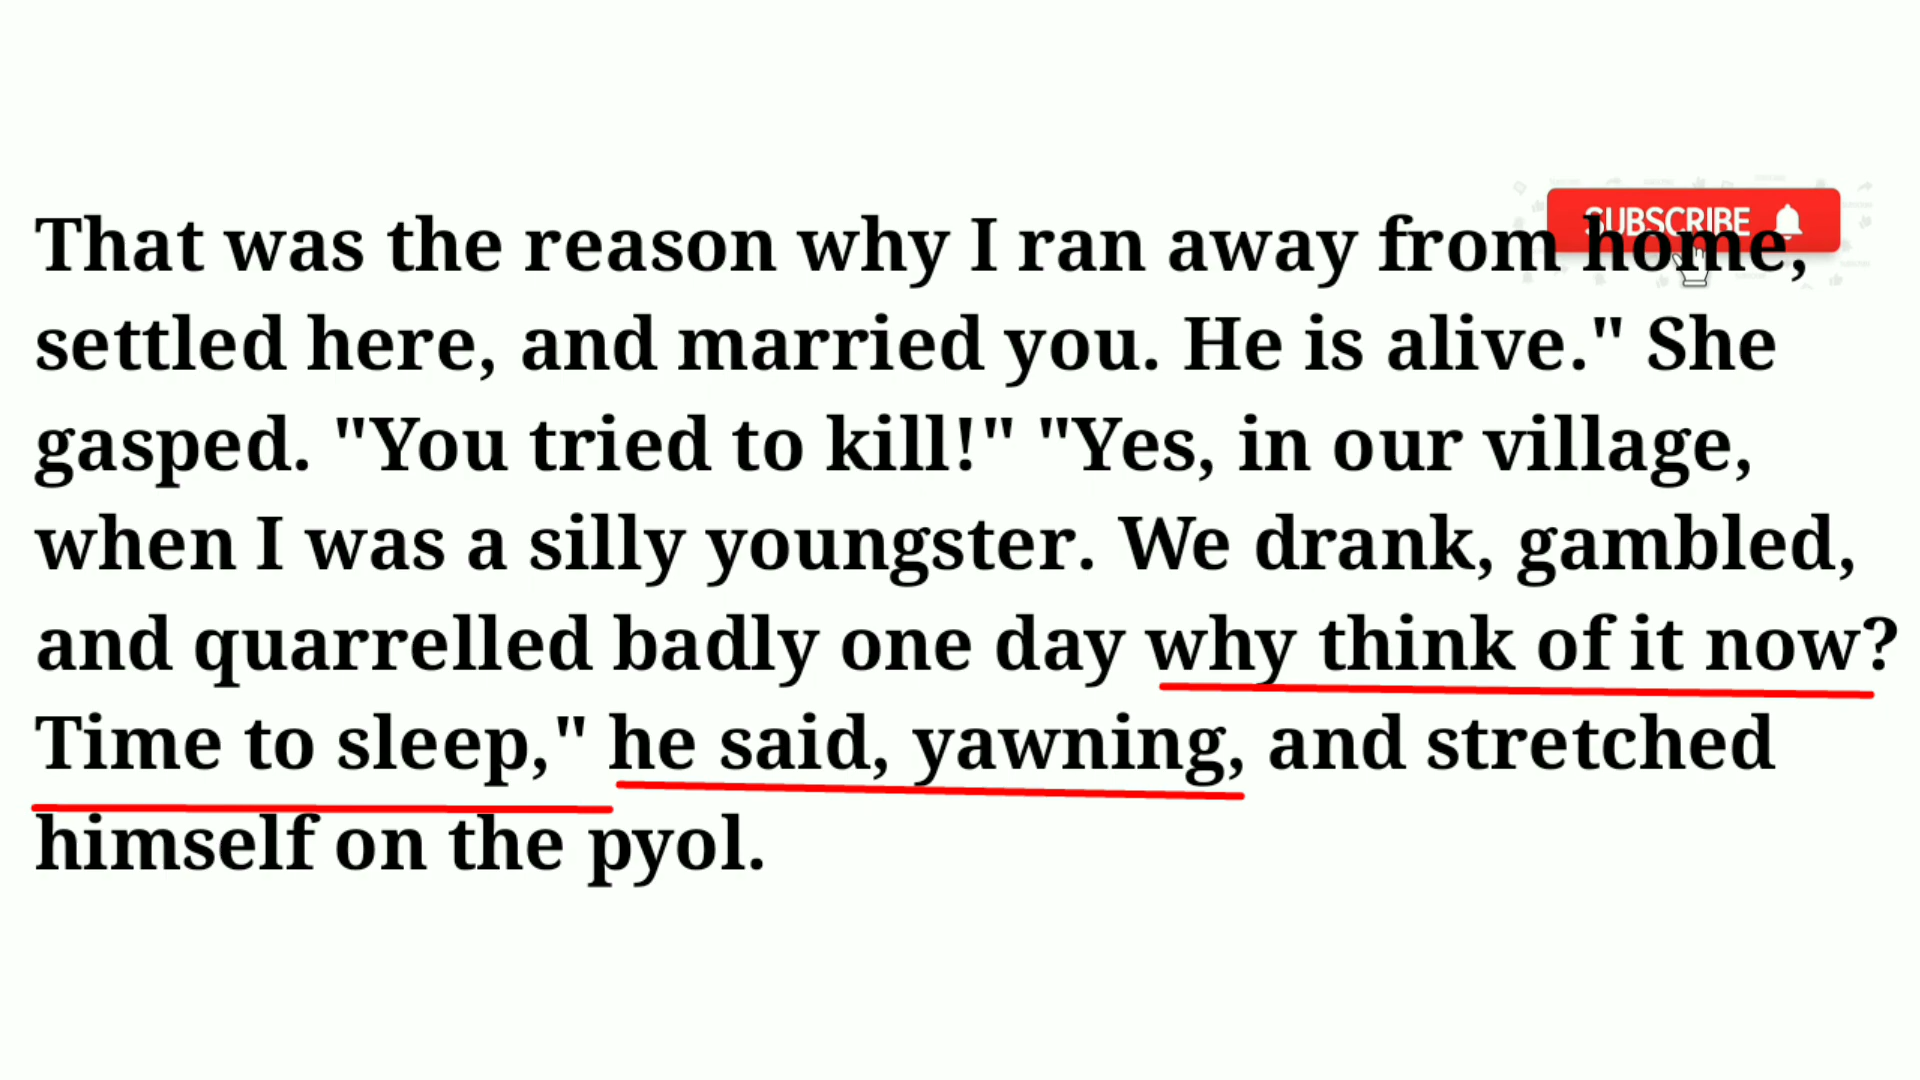 SUBSCRIBE
That was the reason why I ran away from home,
settled here, and married you. He is alive." She
gasped. "You tried to kill!" "Yes, in our village,
when I was a silly youngster. We drank, gambled,
and quarrelled badly one day why think of it now?
Time to sleep," he said, yawning, and stretched
himself on the pyol.